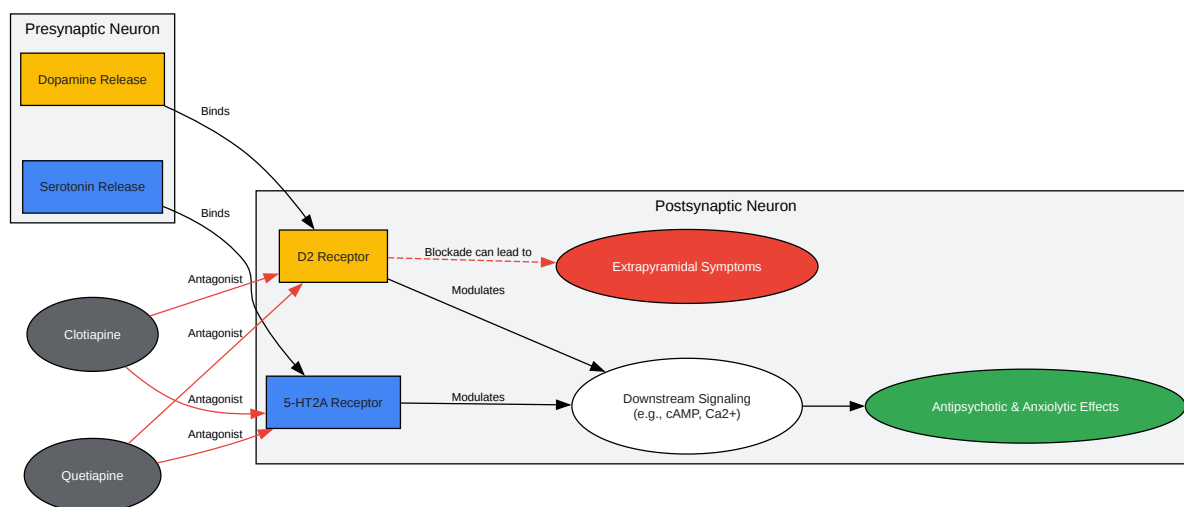 Presynaptic Neuron
Dopamine Release
Binds
Serotonin Release
Binds
Postsynaptic Neuron
D2 Receptor
Blockade can lead to
Extrapyramidal Symptoms
Antagonist
Modulates
Clotiapine
Antagonist
5-HT2A Receptor
Antagonist
Modulates
Downstream Signaling
(e.g., cAMP, Ca2+)
Antipsychotic & Anxiolytic Effects
Antagonist
Quetiapine